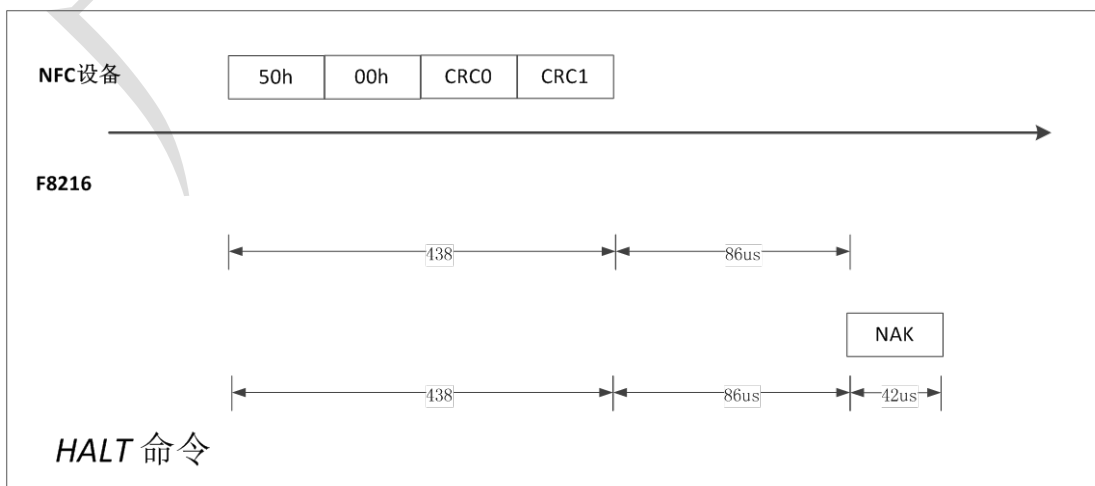 NFC设备 50h 00h CRC0 CRC1
F8216
438 86us
NAK
438 86us 42us
HALT 命令